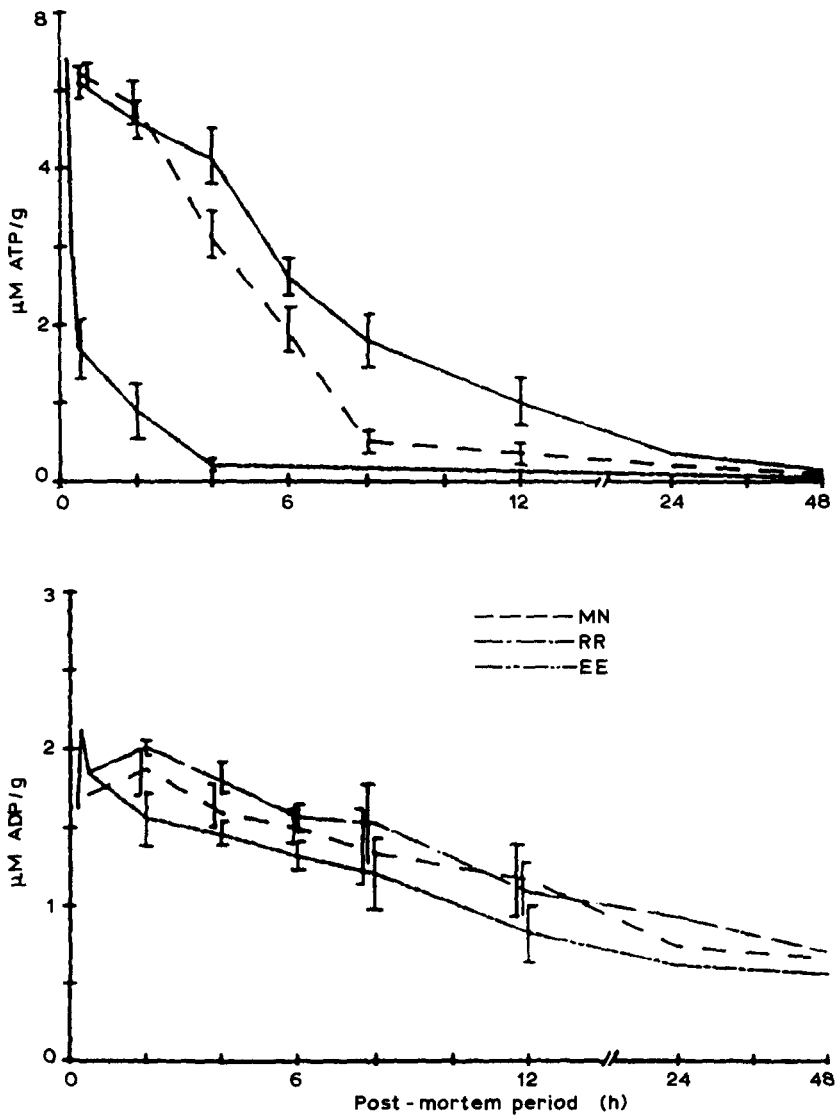 8
4
2
0
μM ATP/g
0 6 12 24 48
3
2
1
0
μM ADP/g
MN
RR
EE
0 6 12 24 48
Post-mortem period (h)